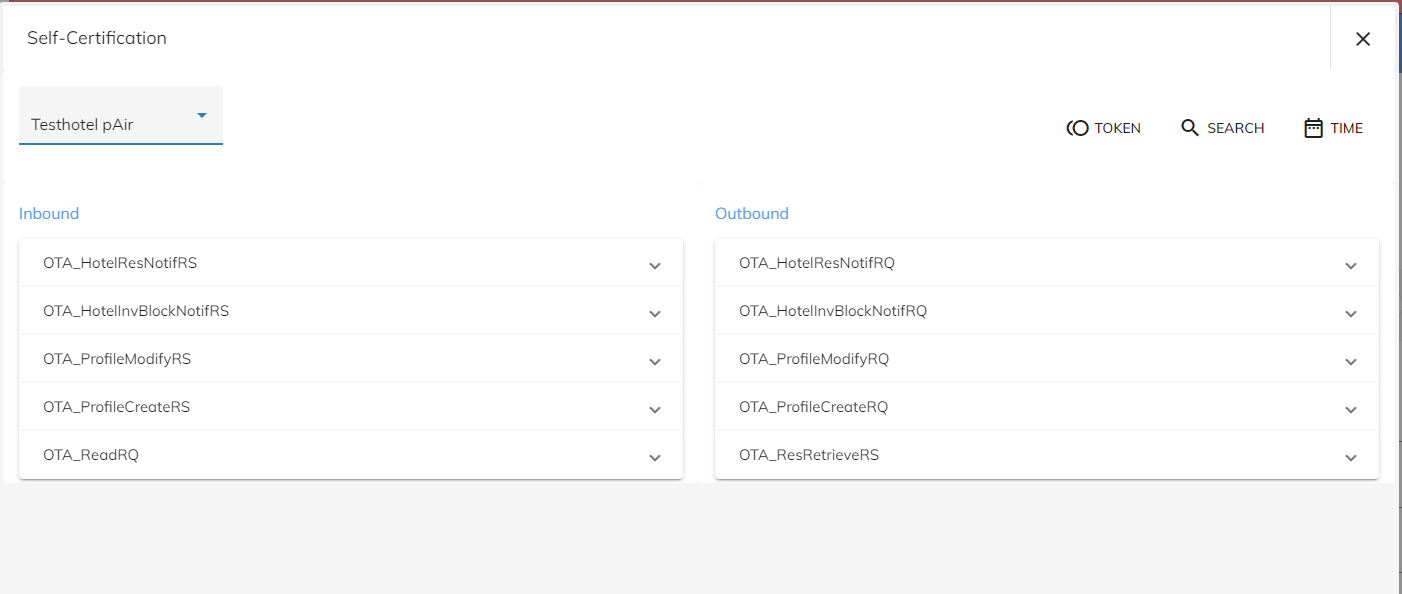 Self-Certification
Testhotel pAir
TOKEN
SEARCH
TIME
Inbound
OTA_HotelResNotifRS
OTA_HotelInvBlockNotifRS
OTA_ProfileModifyRS
OTA_ProfileCreateRS
OTA_ReadRQ
Outbound
OTA_HotelResNotifRQ
OTA_HotelInvBlockNotifRQ
OTA_ProfileModifyRQ
OTA_ProfileCreateRQ
OTA_ResRetrieveRS